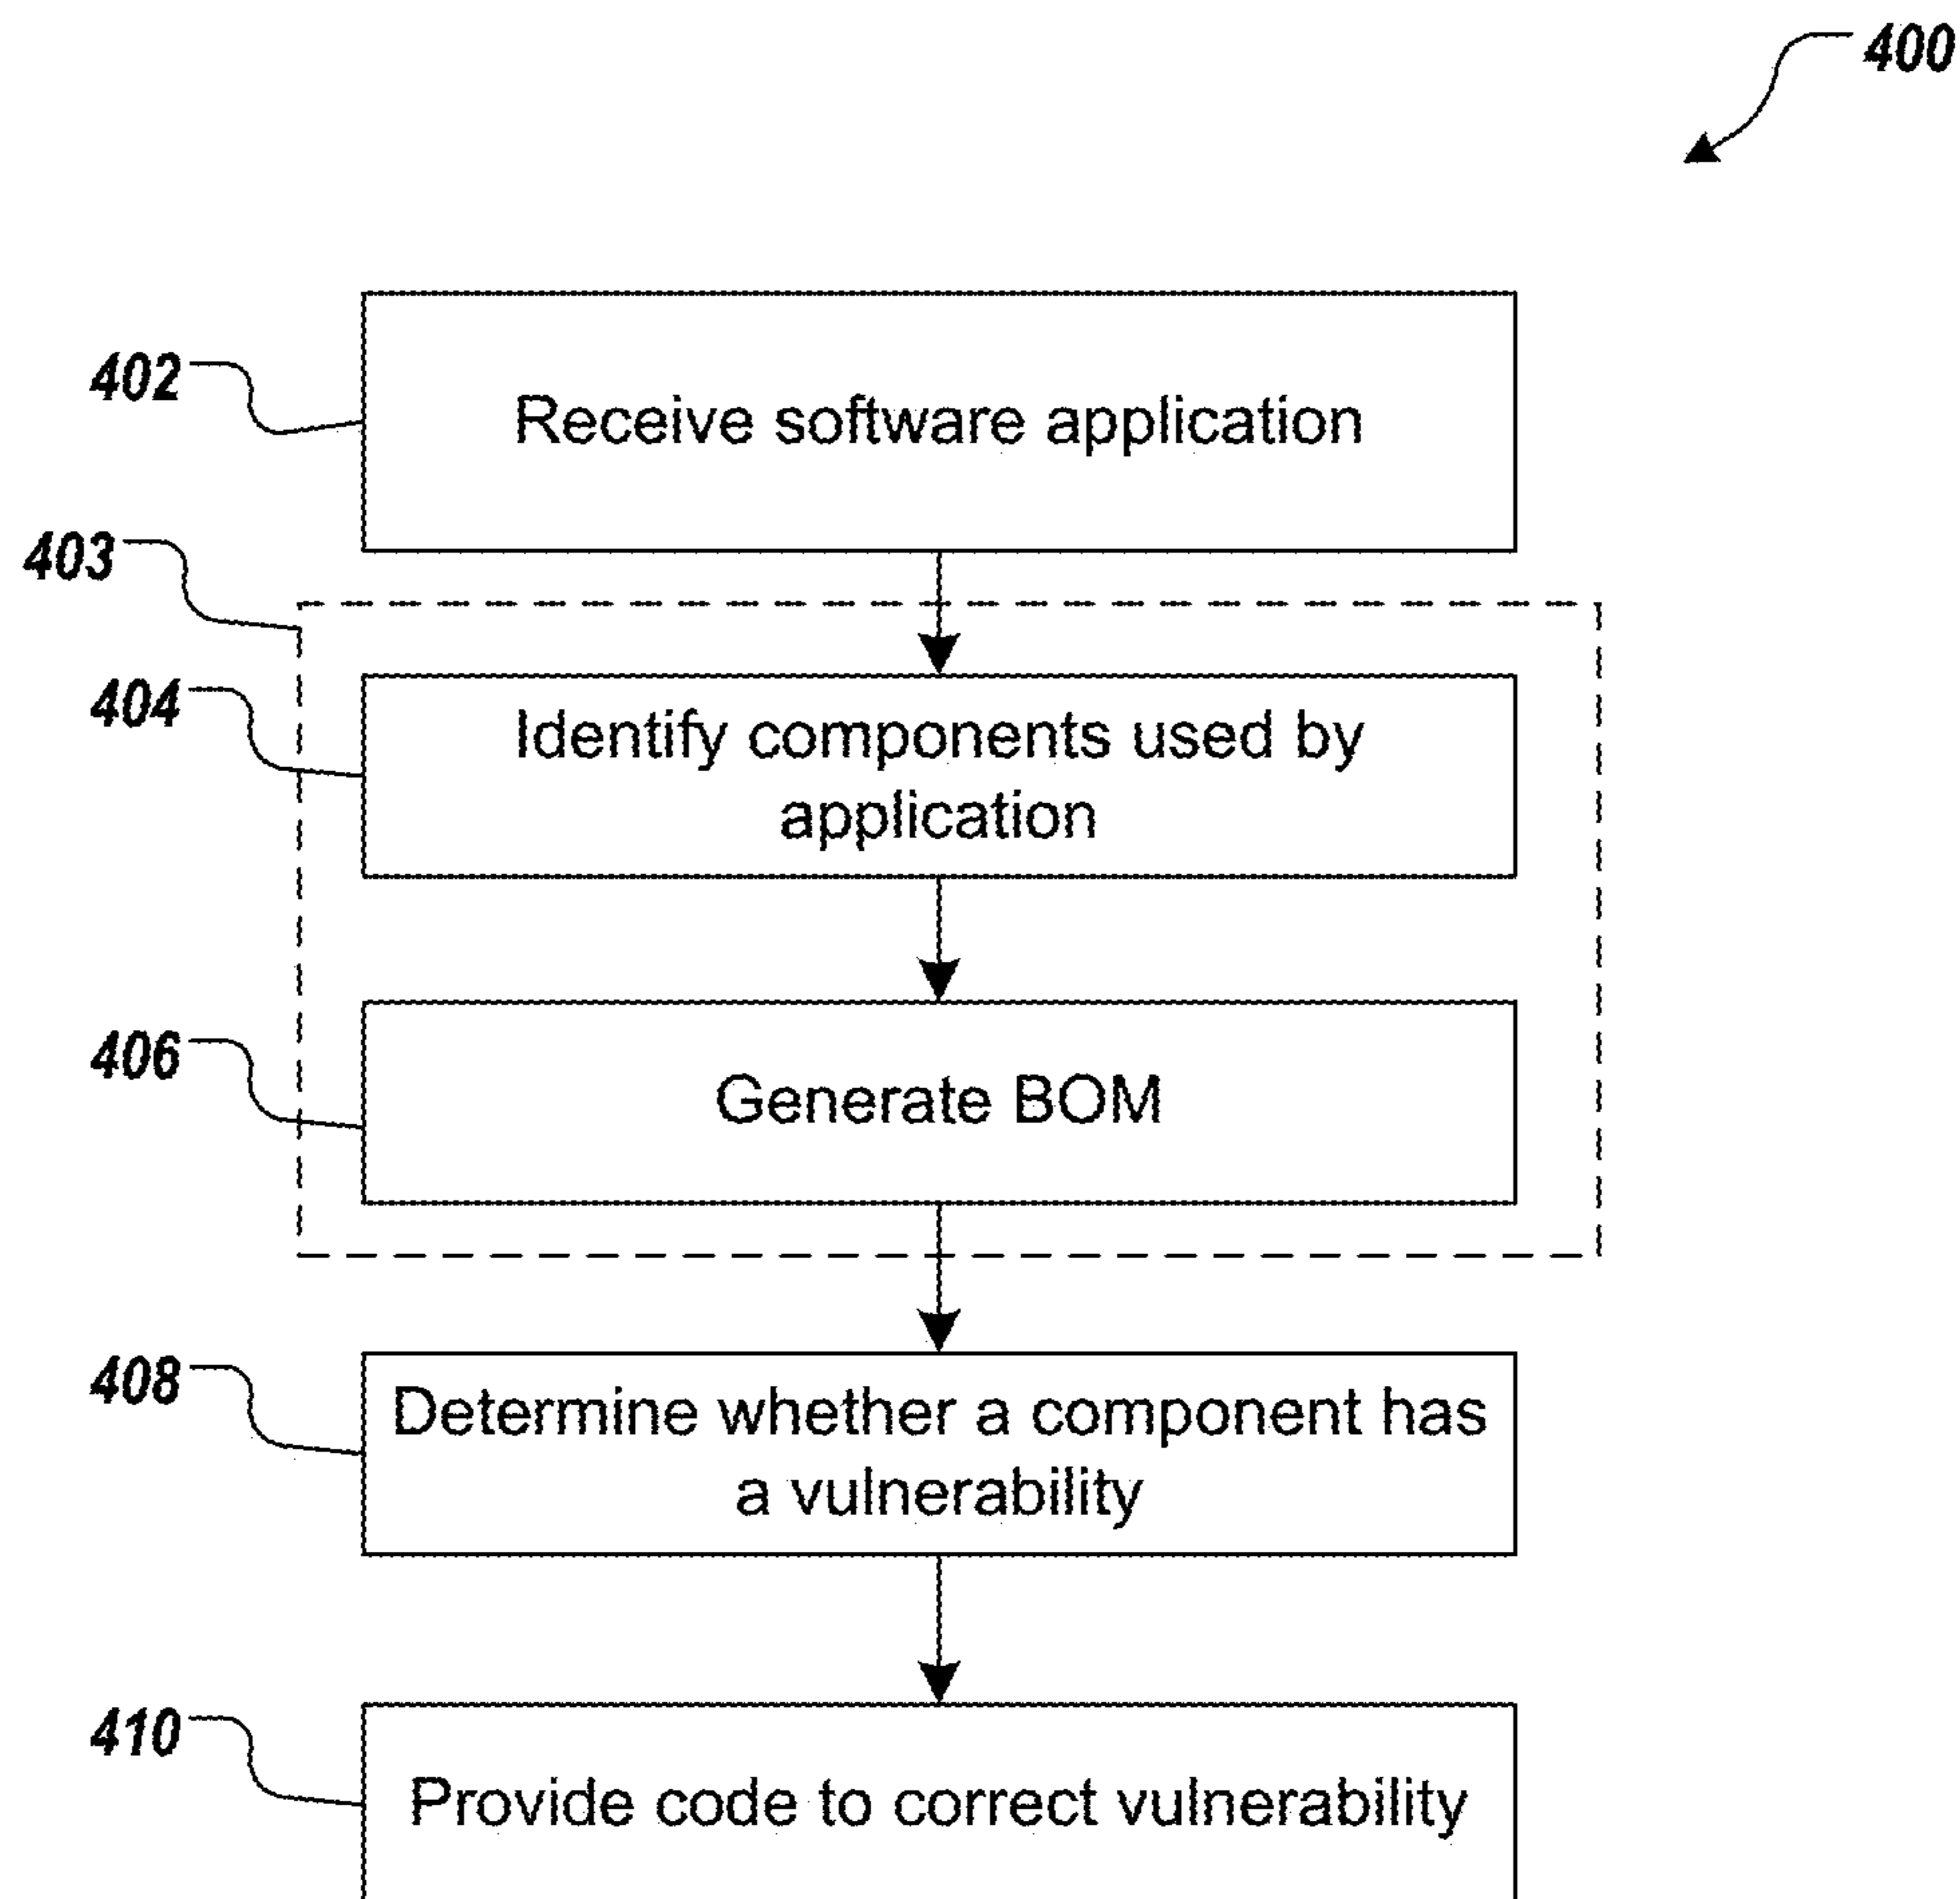 400
402
Receive software application
403
404
Identify components used by
application
406
Generate BOM
408
Determine whether a component has
a vulnerability
410
Provide code to correct vulnerability